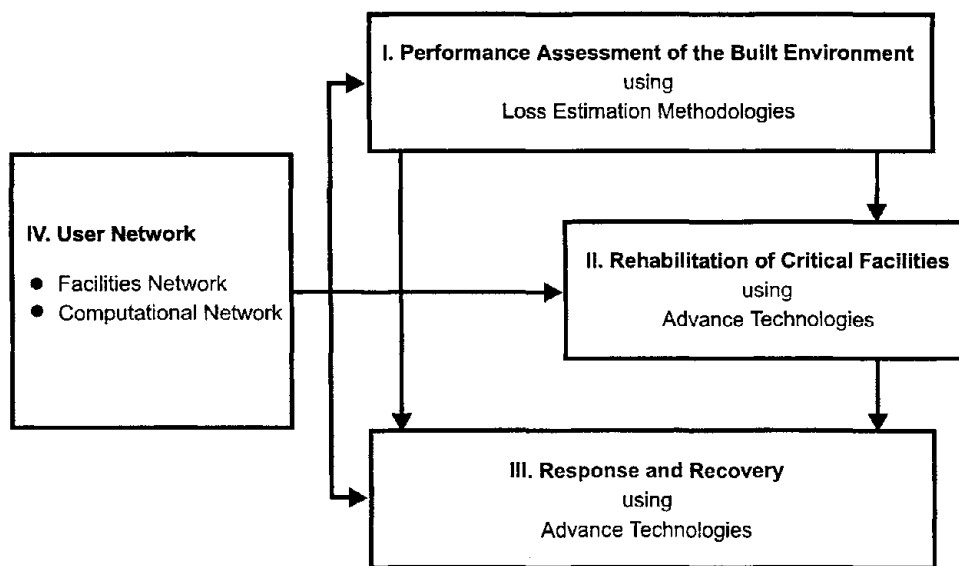 I. Performance Assessment of the Built Environment
using
Loss Estimation Methodologies
IV. User Network
● Facilities Network
● Computational Network
II. Rehabilitation of Critical Facilities
using
Advance Technologies
III. Response and Recovery
using
Advance Technologies